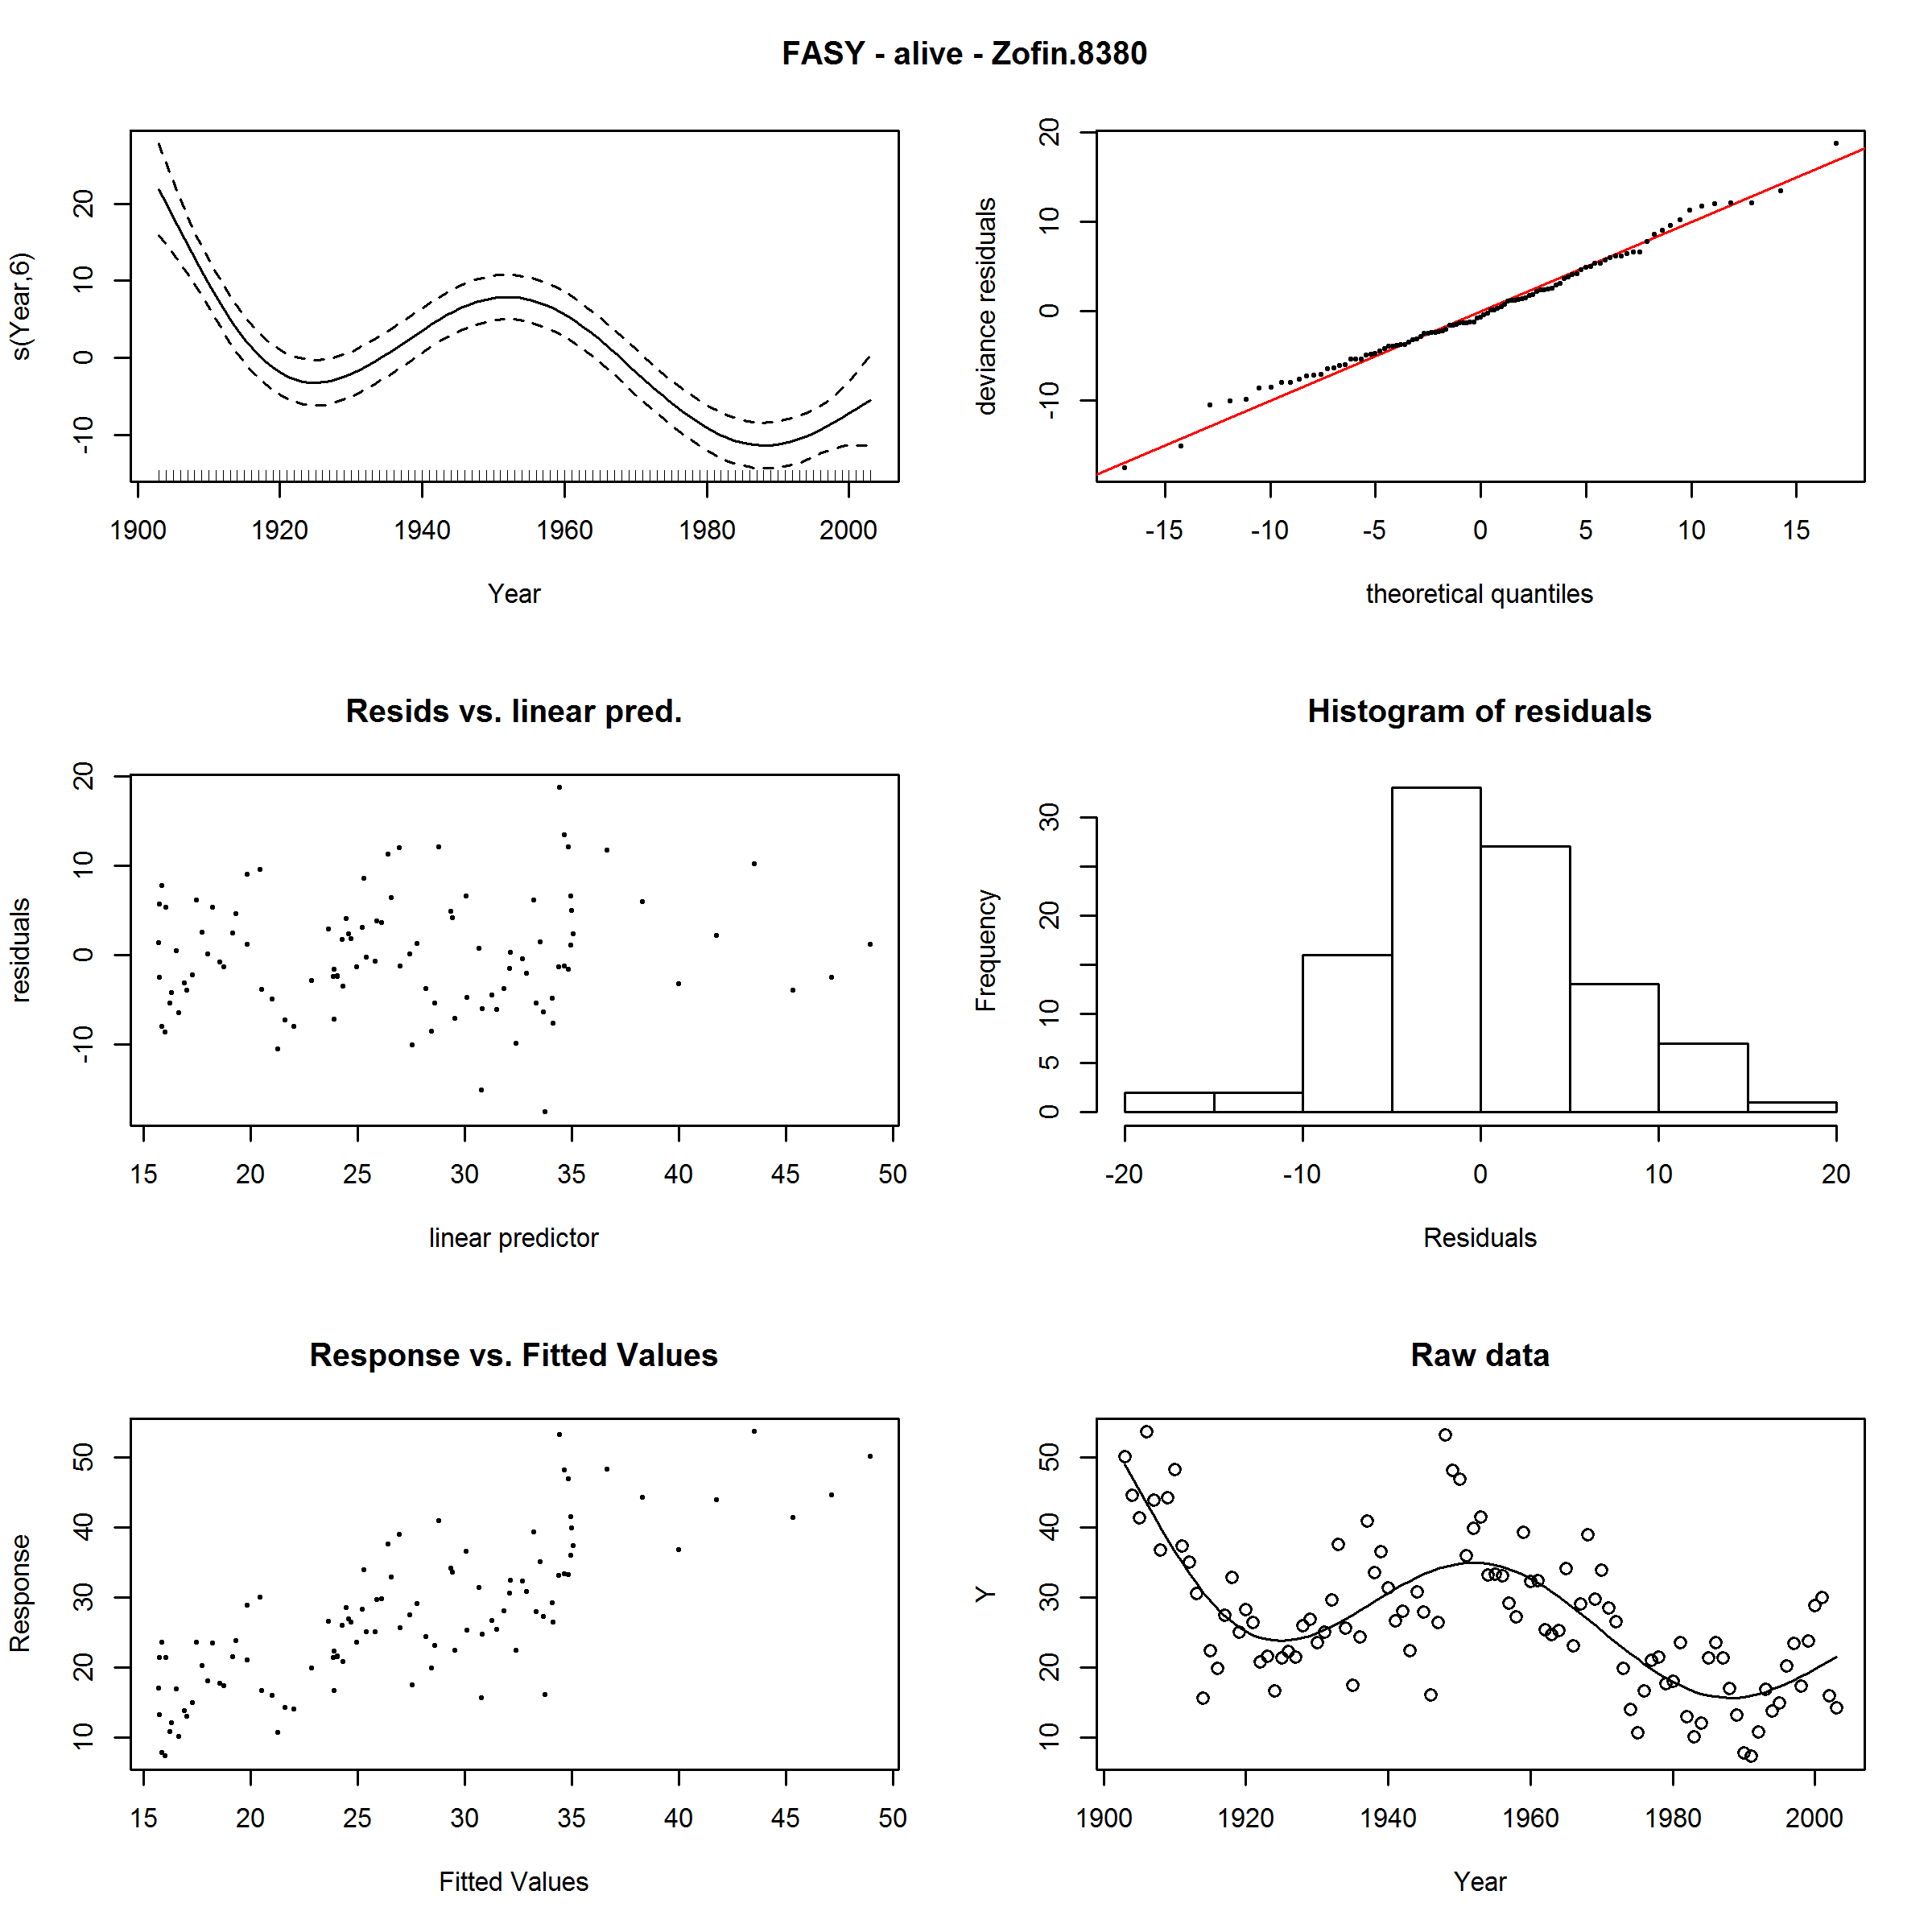 FASY - alive - Zofin.8380
s(Year,6)
20
10
0
-10
1900 1920 1940 1960 1980 2000
Year
deviance residuals
20
10
0
-10
-15 -10 -5 0 5 10 15
theoretical quantiles
Resids vs. linear pred.
residuals
20
10
0
-10
15 20 25 30 35 40 45 50
linear predictor
Histogram of residuals
Frequency
30
20
10
5
0
-20 -10 0 10 20
Residuals
Response vs. Fitted Values
Response
50
40
30
20
10
15 20 25 30 35 40 45 50
Fitted Values
Raw data
Y
50
40
30
20
10
1900 1920 1940 1960 1980 2000
Year